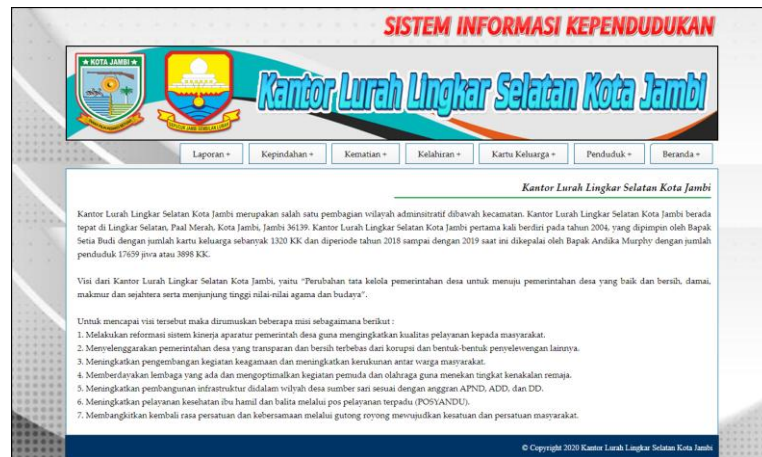 SISTEM INFORMASI KEPENDUDUKAN
KOTA JAMBI
Kantor Lurah Lingkar Selatan Kota Jambi
Laporan +
Kepindahan +
Kematian +
Kelahiran +
Kartu Keluarga +
Penduduk +
Beranda +
Kantor Lurah Lingkar Selatan Kota Jambi
Kantor Lurah Lingkar Selatan Kota Jambi merupakan salah satu pembagian wilayah adminsitratif dibawah kecamatan. Kantor Lurah Lingkar Selatan Kota Jambi berada
tepat di Lingkar Selatan, Paal Merah, Kota Jambi, Jambi 36139. Kantor Lurah Lingkar Selatan Kota Jambi pertama kali berdiri pada tahun 2004, yang dipimpin oleh Bapak
Setia Budi dengan jumlah kartu keluarga sebanyak 1320 KK dan diperiode tahun 2018 sampai dengan 2019 saat ini dikepalai oleh Bapak Andika Murphy dengan jumlah
penduduk 17659 jiwa atau 3898 KK.
Visi dari Kantor Lurah Lingkar Selatan Kota Jambi, yaitu "Perubahan tata kelola pemerintahan desa untuk menuju pemerintahan desa yang baik dan bersih, damai,
makmur dan sejahtera serta menjunjung tinggi nilai-nilai agama dan budaya".
Untuk mencapai visi tersebut maka dirumuskan beberapa misi sebagaimana berikut :
1. Melakukan reformasi sistem kinerja aparatur pemerintah desa guna mengingkatkan kualitas pelayanan kepada masyarakat.
2. Menyelenggarakan pemerintahan desa yang transparan dan bersih terbebas dari korupsi dan bentuk-bentuk penyelewengan lainnya.
3. Meningkatkan pengembangan kegiatan keagamaan dan meningkatkan kerukunan antar warga masyarakat.
4. Memberdayakan lembaga yang ada dan mengoptimalkan kegiatan pemuda dan olahraga guna menekan tingkat kenakalan remaja.
5. Meningkatkan pembangunan infrastruktur didalam wilyah desa sumber sari sesuai dengan anggran APND, ADD, dan DD.
6. Meningkatkan pelayanan kesehatan ibu hamil dan balita melalui pos pelayanan terpadu (POSYANDU).
7. Membangkitkan kembali rasa persatuan dan kebersamaan melalui gutong royong mewujudkan kesatuan dan persatuan masyarakat.
© Copyright 2020 Kantor Lurah Lingkar Selatan Kota Jambi